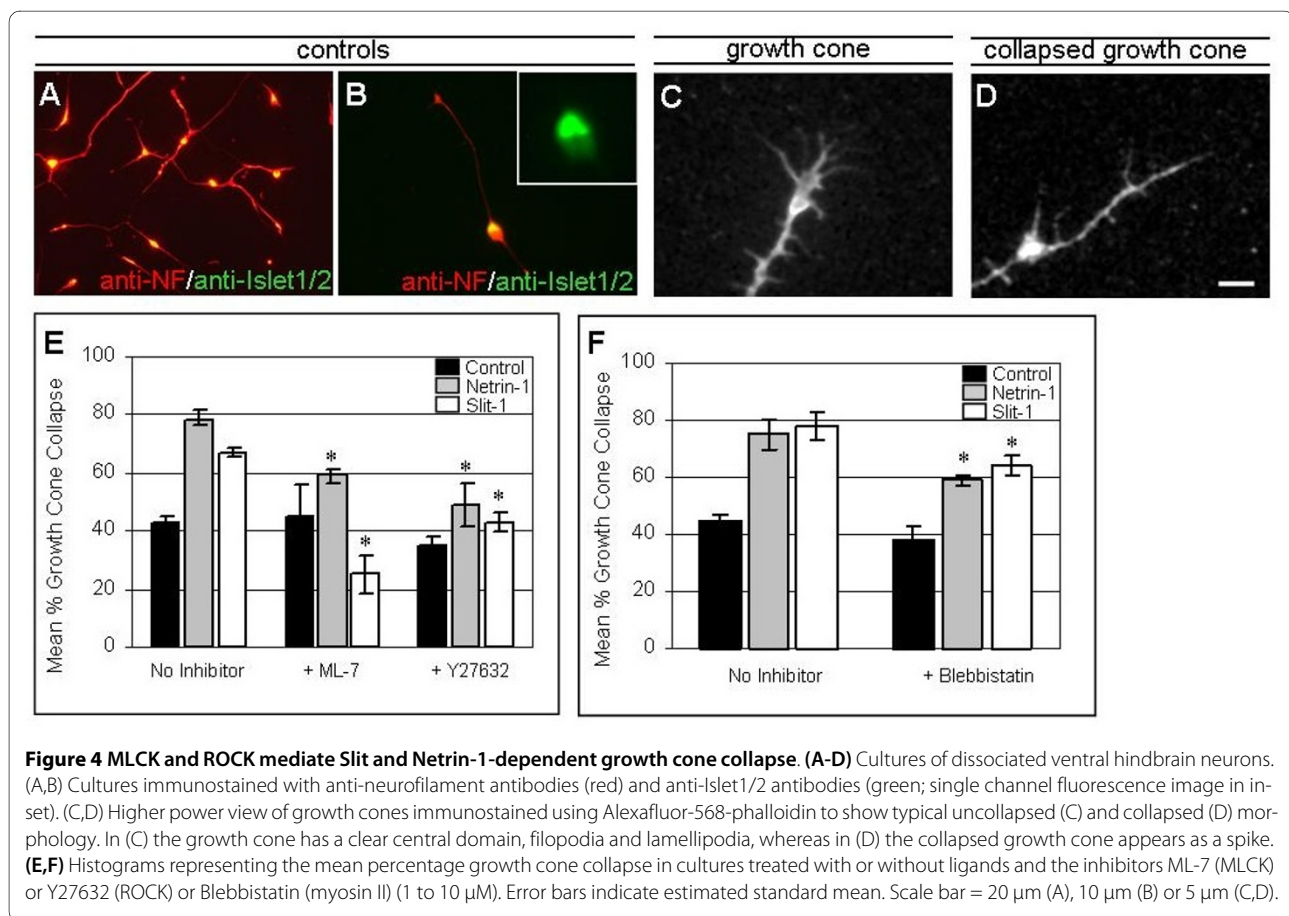 controls
growth cone
collapsed growth cone
A
B
C
D
anti-NF/anti-Islet1/2
anti-NF/anti-Islet1/2
E
Mean % Growth Cone Collapse
100
80
60
40
20
0
Control
Netrin-1
Slit-1
*
*
*
*
No Inhibitor
+ ML-7
+ Y27632
F
Mean % Growth Cone Collapse
100
80
60
40
20
0
Control
Netrin-1
Slit-1
*
*
No Inhibitor
+ Blebbistatin
Figure 4 MLCK and ROCK mediate Slit and Netrin-1-dependent growth cone collapse. (A-D) Cultures of dissociated ventral hindbrain neurons.
(A,B) Cultures immunostained with anti-neurofilament antibodies (red) and anti-Islet1/2 antibodies (green; single channel fluorescence image in in-
set). (C,D) Higher power view of growth cones immunostained using Alexafluor-568-phalloidin to show typical uncollapsed (C) and collapsed (D) mor-
phology. In (C) the growth cone has a clear central domain, filopodia and lamellipodia, whereas in (D) the collapsed growth cone appears as a spike.
(E,F) Histograms representing the mean percentage growth cone collapse in cultures treated with or without ligands and the inhibitors ML-7 (MLCK)
or Y27632 (ROCK) or Blebbistatin (myosin II) (1 to 10 μM). Error bars indicate estimated standard mean. Scale bar = 20 μm (A), 10 μm (B) or 5 μm (C,D).